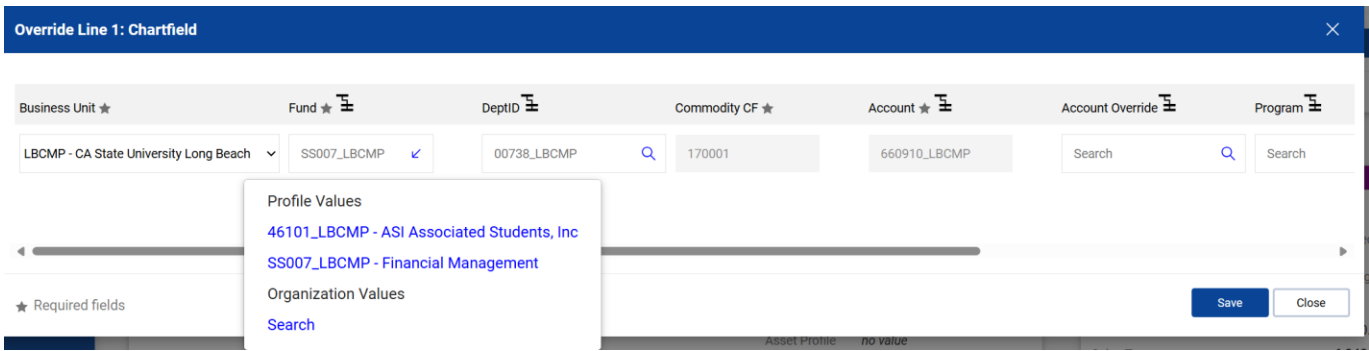 Override Line 1: Chartfield
Business Unit ★ Fund ★ DeptID Commodity CF ★ Account ★ Account Override Program
LBCMP - CA State University Long Beach SS007_LBCMP 00738_LBCMP 170001 660910_LBCMP Search Search
Profile Values
46101_LBCMP - ASI Associated Students, Inc
SS007_LBCMP - Financial Management
Organization Values
Search
★ Required fields
Save Close
Asset Profile no value